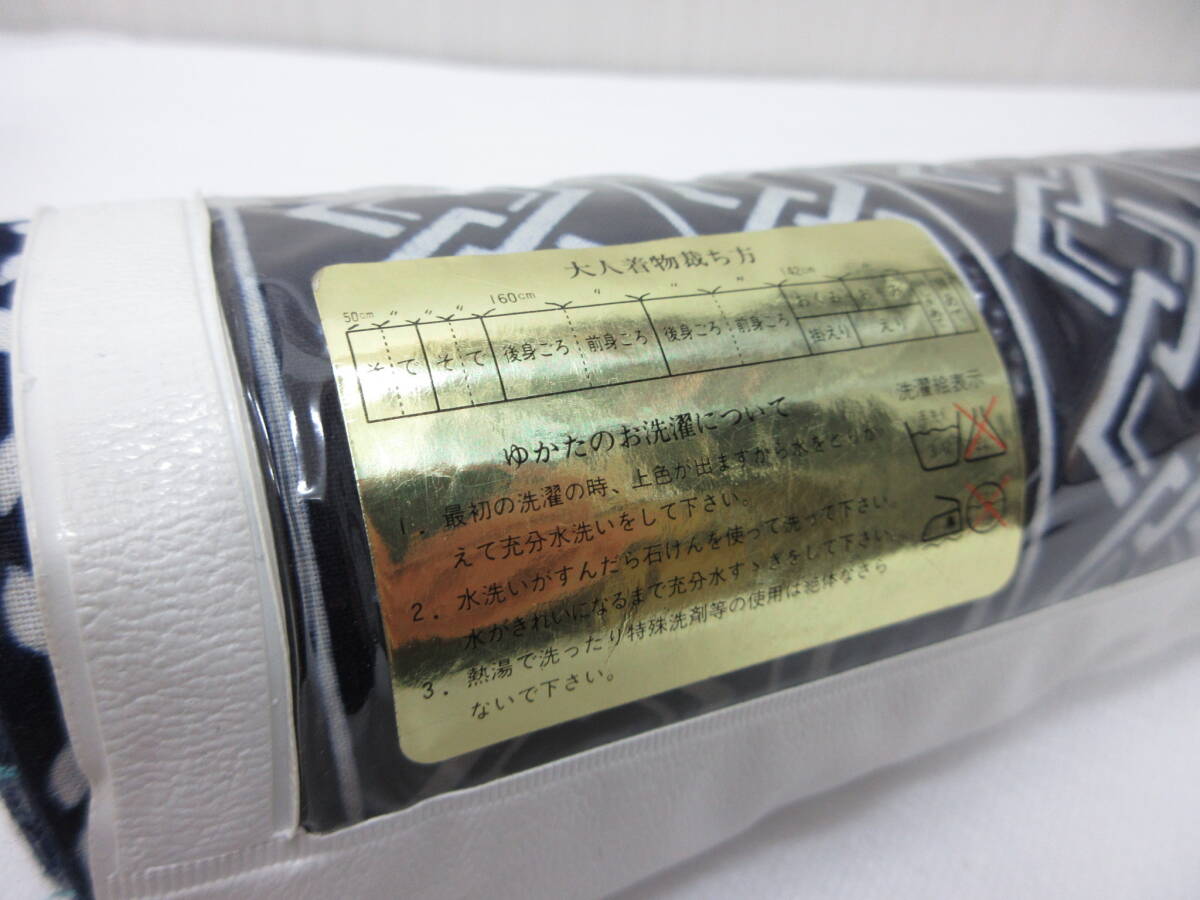 大人着物裁ち方
50cm 〃 〃 〃 160cm 〃 〃 〃 142cm
そ で そ で 後身ごろ 前身ごろ 後身ごろ 前身ごろ おくみ
掛えり えり
洗濯絵表示
ゆかたのお洗濯について
1. 最初の洗濯の時、上色が出ますから水をとりか
えて充分水洗いをして下さい。
2. 水洗いがすんだら石けんを使って洗って下さい。
水がきれいになるまで充分水すゝぎをして下さい。
3. 熱湯で洗ったり特殊洗剤等の使用は絶体なさら
ないで下さい。